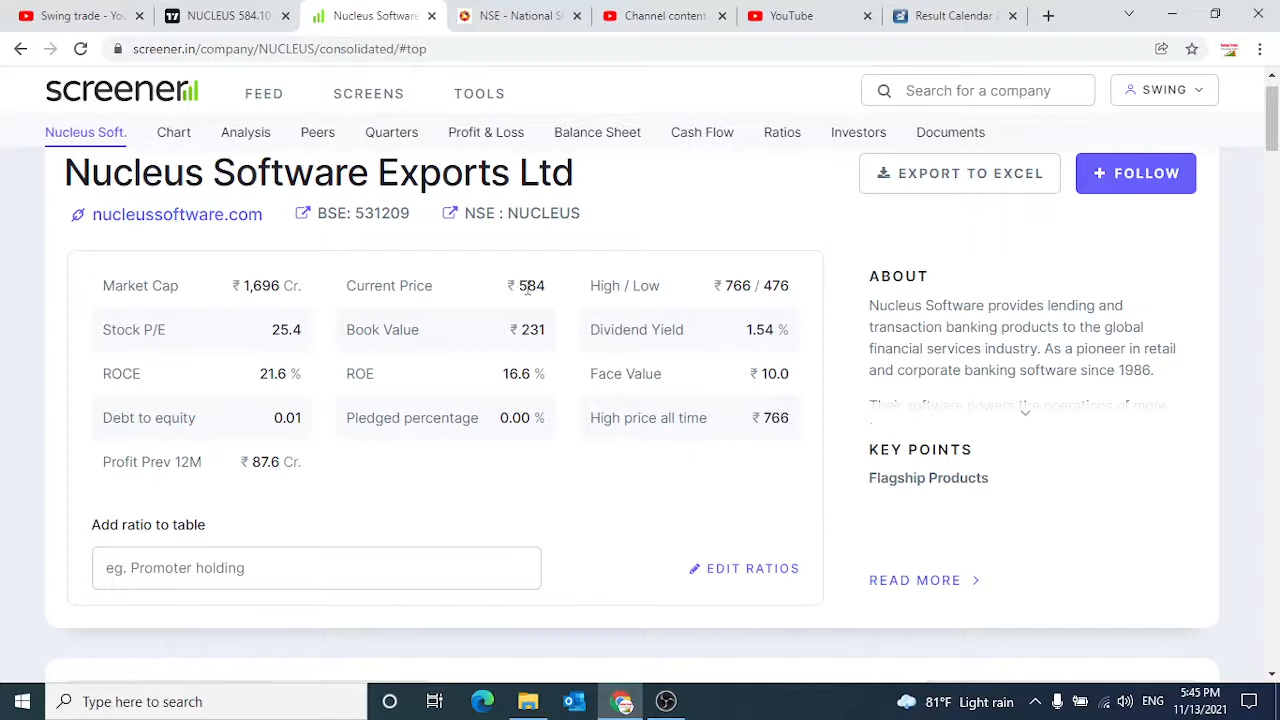 Swing trade - Yo
NUCLEUS 584.10
Nucleus Software
NSE - National S
Channel content
YouTube
Result Calendar 2
screener.in/company/NUCLEUS/consolidated/#top
screener
FEED
SCREENS
TOOLS
Search for a company
SWING
Nucleus Soft.
Chart
Analysis
Peers
Quarters
Profit & Loss
Balance Sheet
Cash Flow
Ratios
Investors
Documents
Nucleus Software Exports Ltd
EXPORT TO EXCEL
+ FOLLOW
nucleussoftware.com
BSE: 531209
NSE : NUCLEUS
Market Cap ₹ 1,696 Cr.
Current Price ₹ 584
High / Low ₹ 766 / 476
Stock P/E 25.4
Book Value ₹ 231
Dividend Yield 1.54 %
ROCE 21.6 %
ROE 16.6 %
Face Value ₹ 10.0
Debt to equity 0.01
Pledged percentage 0.00 %
High price all time ₹ 766
Profit Prev 12M ₹ 87.6 Cr.
Add ratio to table
eg. Promoter holding
EDIT RATIOS
ABOUT
Nucleus Software provides lending and
transaction banking products to the global
financial services industry. As a pioneer in retail
and corporate banking software since 1986.
Their software powers the operations of more
KEY POINTS
Flagship Products
READ MORE
Type here to search
81°F Light rain
ENG
5:45 PM
11/13/2021